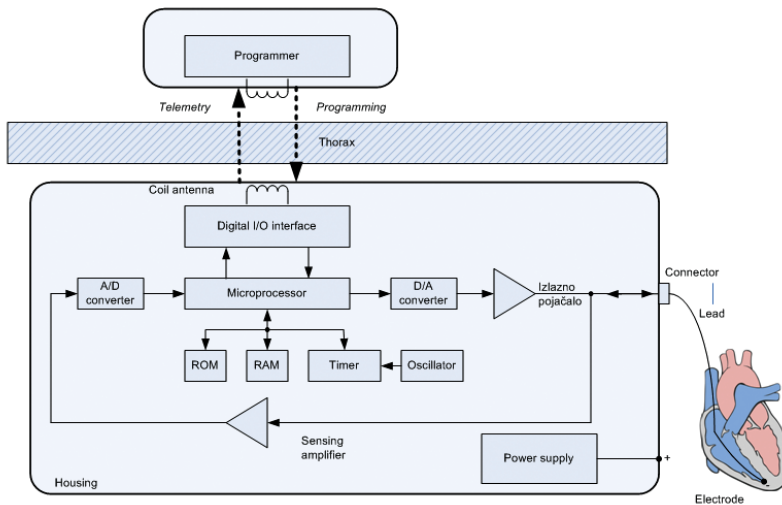 Programmer
Telemetry
Programming
Thorax
Coil antenna
Digital I/O interface
A/D
converter
Microprocessor
D/A
converter
Izlazno
pojačalo
Connector
Lead
ROM
RAM
Timer
Oscillator
Sensing
amplifier
Power supply
+
Housing
-
Electrode